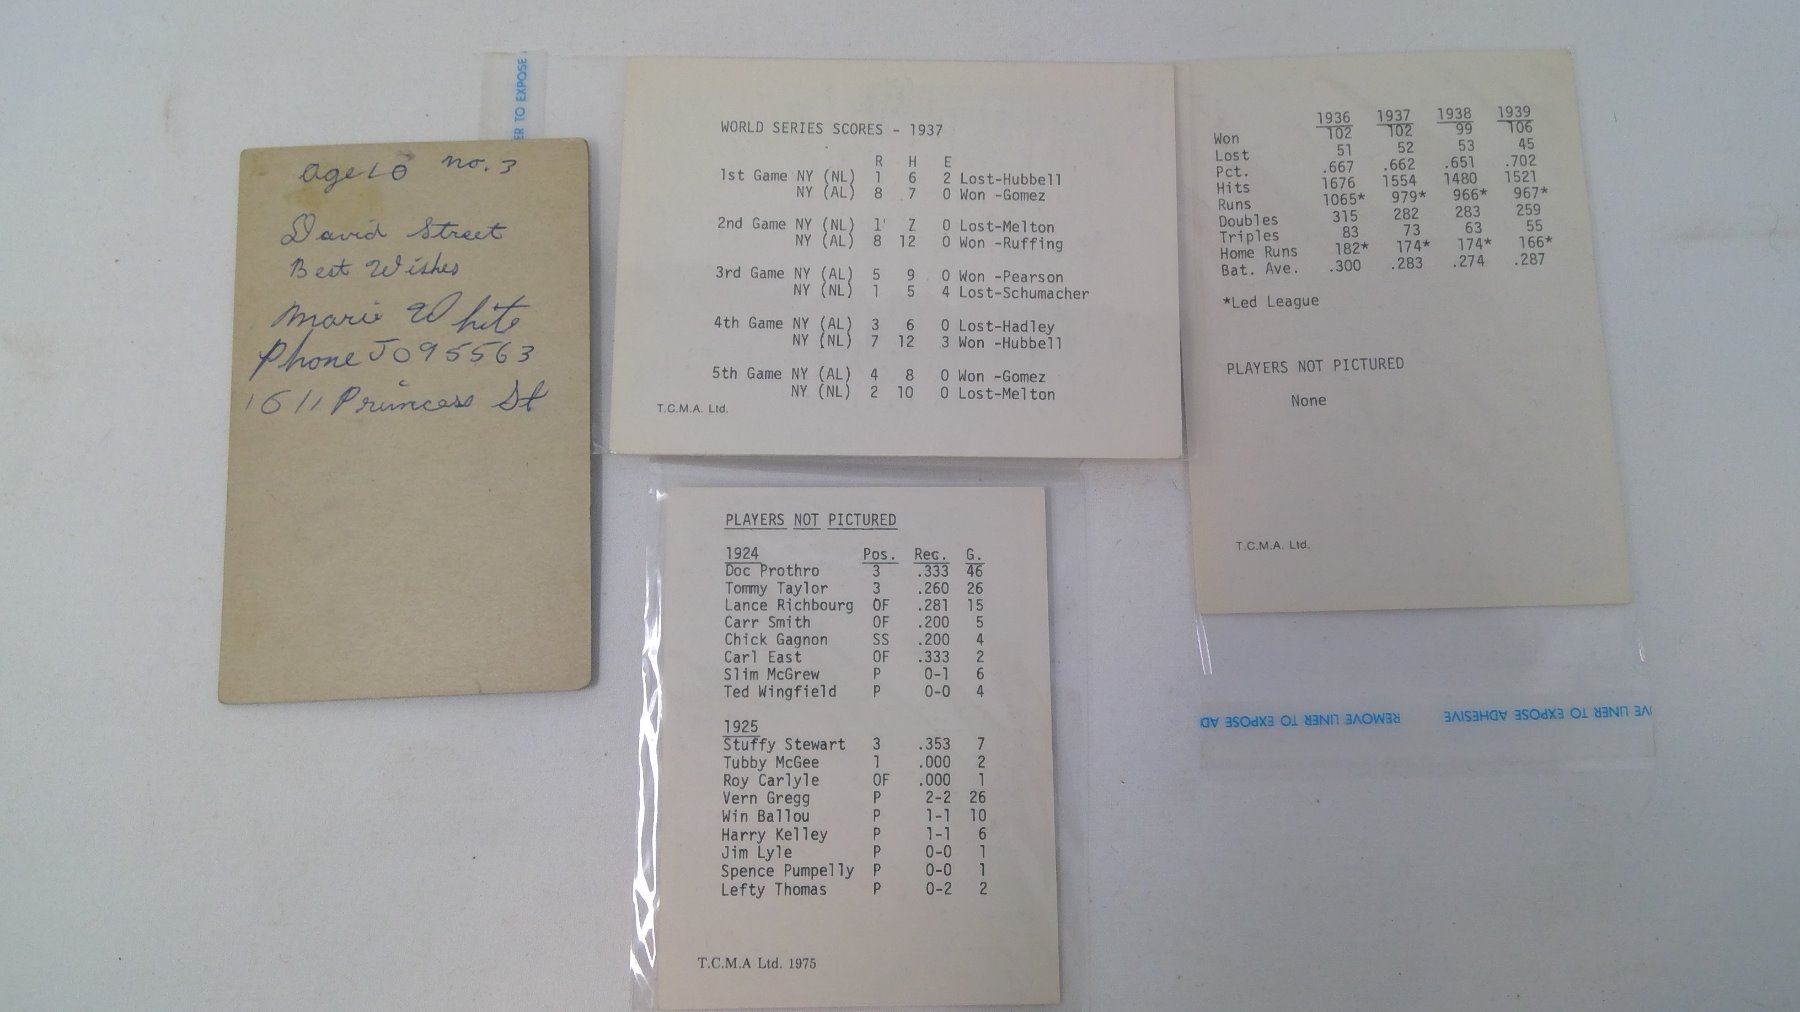 age 10 no. 3
David Street
Best Wishes
Marie White
Phone JO95563
1611 Princess St
ER TO EXPOSE
WORLD SERIES SCORES - 1937
R H E
1st Game NY (NL) 1 6 2 Lost-Hubbell
NY (AL) 8 7 0 Won -Gomez
2nd Game NY (NL) 1 7 0 Lost-Melton
NY (AL) 8 12 0 Won -Ruffing
3rd Game NY (AL) 5 9 0 Won -Pearson
NY (NL) 1 5 4 Lost-Schumacher
4th Game NY (AL) 3 6 0 Lost-Hadley
NY (NL) 7 12 3 Won -Hubbell
5th Game NY (AL) 4 8 0 Won -Gomez
NY (NL) 2 10 0 Lost-Melton
T.C.M.A. Ltd.
1936 1937 1938 1939
Won 102 102 99 106
Lost 51 52 53 45
Pct. .667 .662 .651 .702
Hits 1676 1554 1480 1521
Runs 1065* 979* 966* 967*
Doubles 315 282 283 259
Triples 83 73 63 55
Home Runs 182* 174* 174* 166*
Bat. Ave. .300 .283 .274 .287
*Led League
PLAYERS NOT PICTURED
None
T.C.M.A. Ltd.
VE LINER TO EXPOSE ADHESIVE REMOVE LINER TO EXPOSE AD
PLAYERS NOT PICTURED
1924 Pos. Rec. G.
Doc Prothro 3 .333 46
Tommy Taylor 3 .260 26
Lance Richbourg OF .281 15
Carr Smith OF .200 5
Chick Gagnon SS .200 4
Carl East OF .333 2
Slim McGrew P 0-1 6
Ted Wingfield P 0-0 4
1925
Stuffy Stewart 3 .353 7
Tubby McGee 1 .000 2
Roy Carlyle OF .000 1
Vern Gregg P 2-2 26
Win Ballou P 1-1 10
Harry Kelley P 1-1 6
Jim Lyle P 0-0 1
Spence Pumpelly P 0-0 1
Lefty Thomas P 0-2 2
T.C.M.A Ltd. 1975